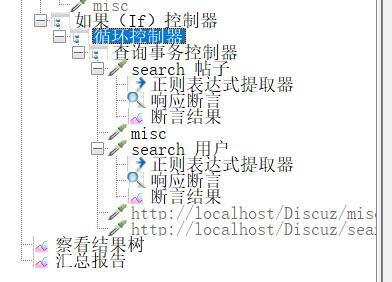 misc
如果（If）控制器
循环控制器
查询事务控制器
search 帖子
正则表达式提取器
响应断言
断言结果
misc
search 用户
正则表达式提取器
响应断言
断言结果
http://localhost/Discuz/misc
http://localhost/Discuz/sear
察看结果树
汇总报告